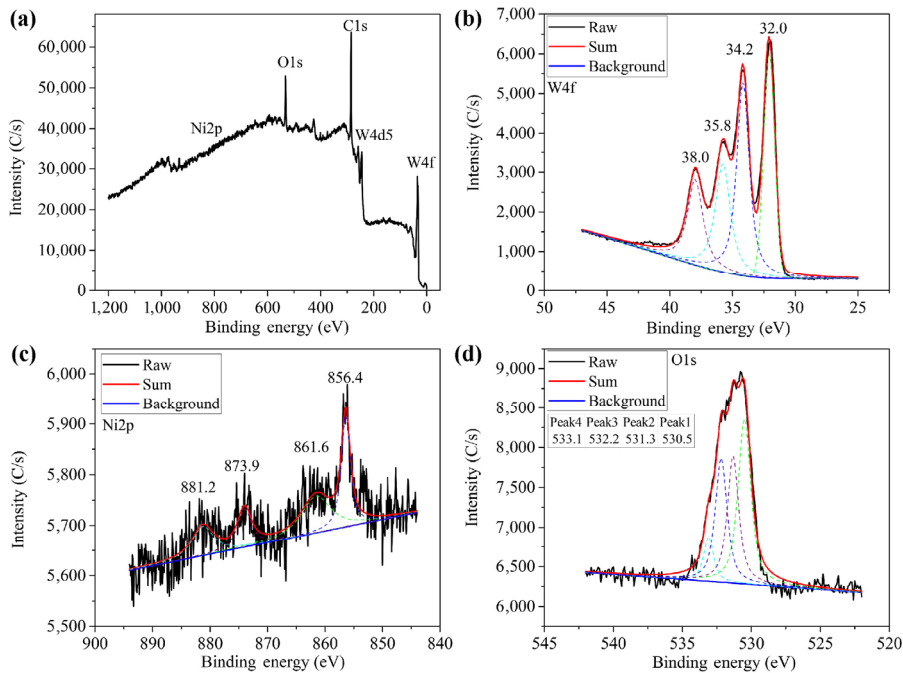 (a)
60,000
50,000
40,000
30,000
20,000
10,000
0
Intensity (C/s)
C1s
O1s
Ni2p
W4d5
W4f
1,200 1,000 800 600 400 200 0
Binding energy (eV)
(b)
7,000
6,000
5,000
4,000
3,000
2,000
1,000
0
Intensity (C/s)
Raw
Sum
Background
W4f
32.0
34.2
35.8
38.0
50 45 40 35 30 25
Binding energy (eV)
(c)
6,000
5,900
5,800
5,700
5,600
5,500
Intensity (C/s)
Raw
Sum
Background
Ni2p
856.4
861.6
873.9
881.2
900 890 880 870 860 850 840
Binding energy (eV)
(d)
9,000
8,500
8,000
7,500
7,000
6,500
6,000
Intensity (C/s)
Raw
Sum
Background
O1s
Peak4 Peak3 Peak2 Peak1
533.1 532.2 531.3 530.5
545 540 535 530 525 520
Binding energy (eV)